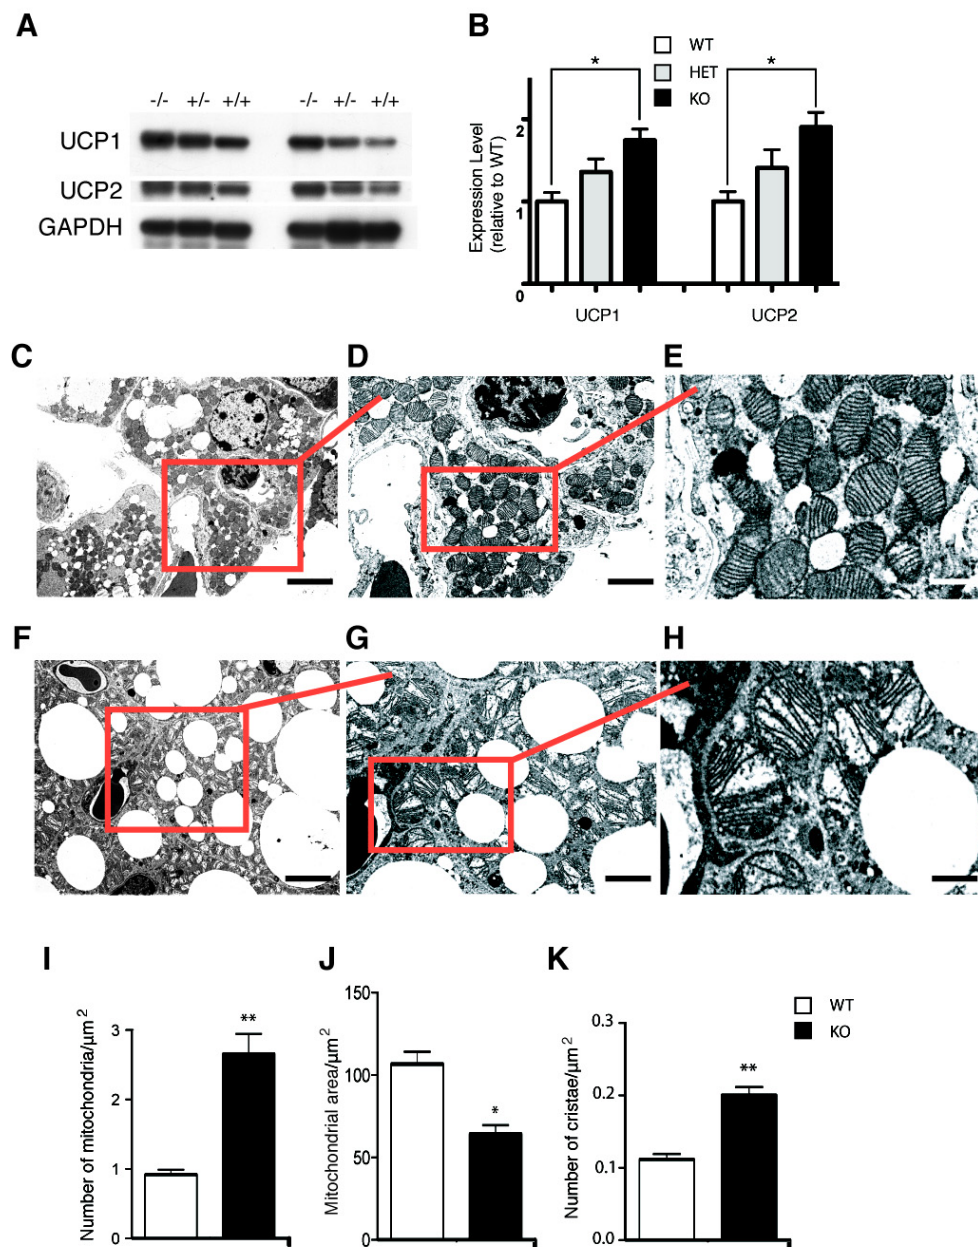 A
-/- +/- +/+ -/- +/- +/+
UCP1
UCP2
GAPDH
B
WT
HET
KO
* *
Expression Level
(relative to WT)
2
1
0
UCP1 UCP2
C D E
F G H
I
Number of mitochondria/μm²
3
2
1
0
**
J
Mitochondrial area/μm²
150
100
50
0
*
K
Number of cristae/μm²
0.3
0.2
0.1
0
**
WT
KO